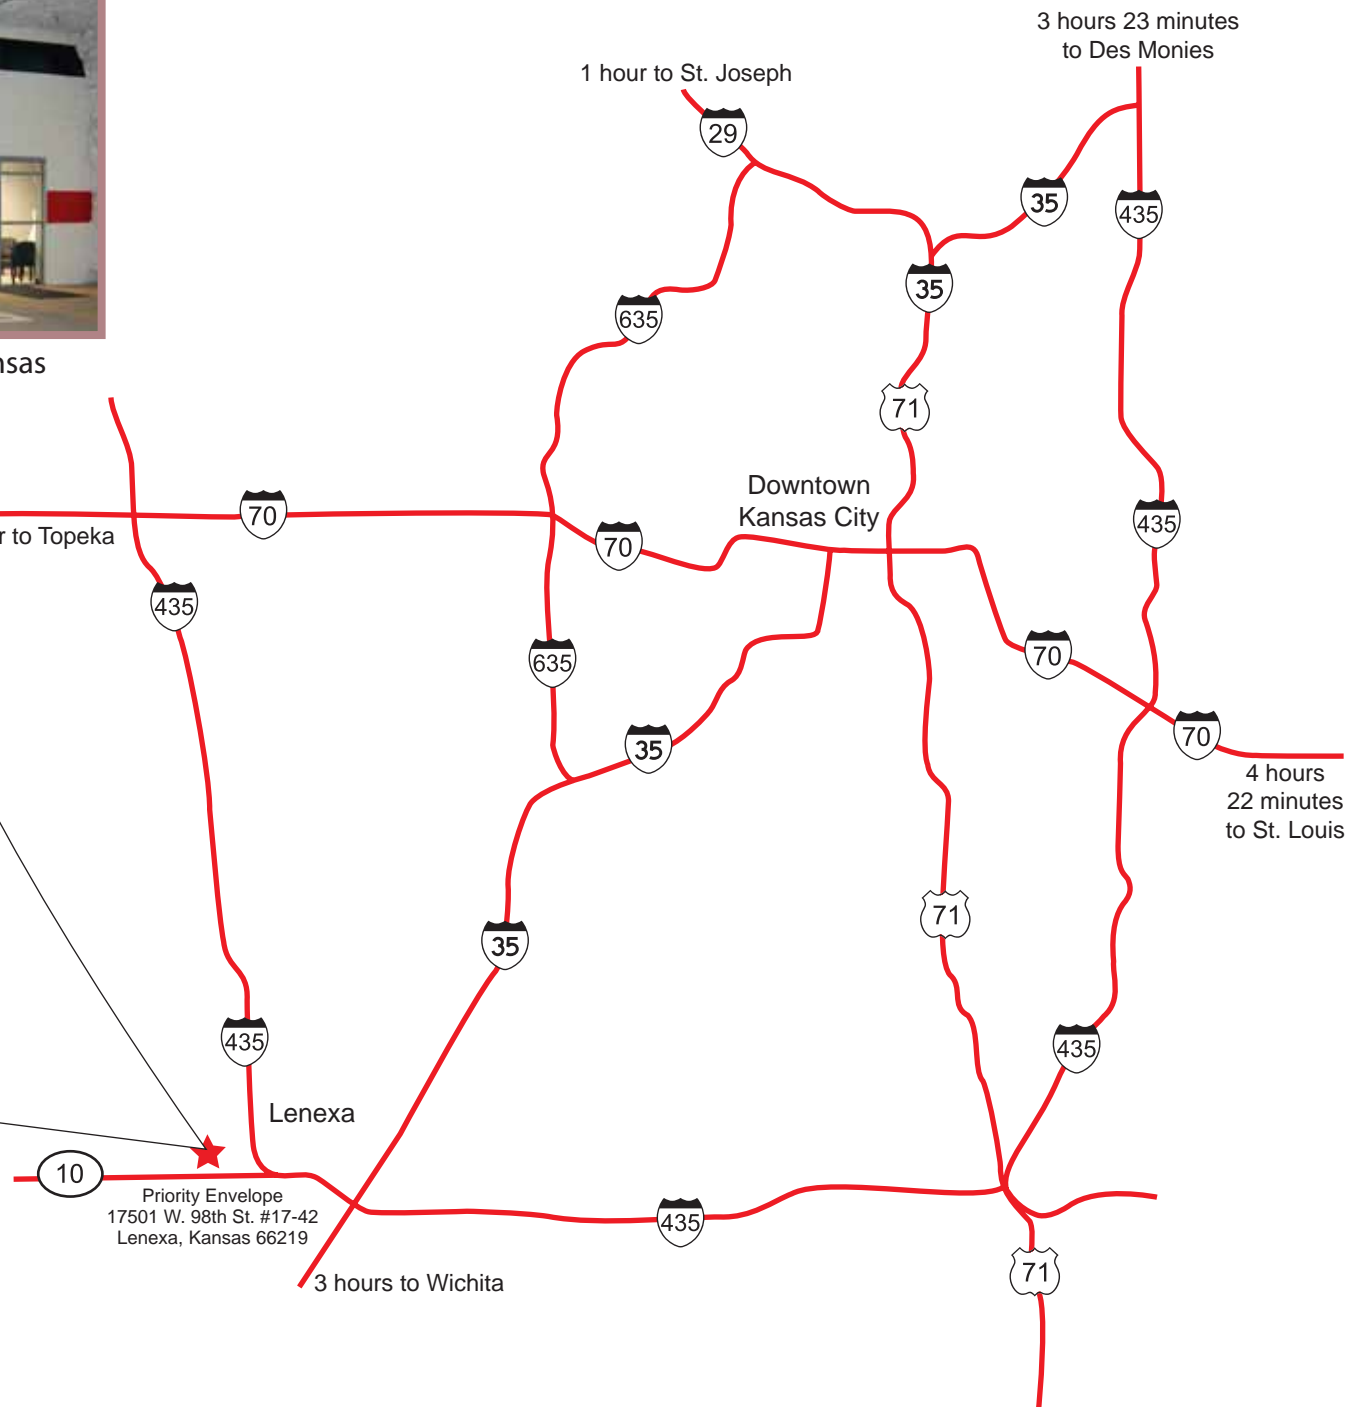 3 hours 23 minutes
to Des Monies
1 hour to St. Joseph
29
35
435
635
35
nsas
71
Downtown
Kansas City
70
r to Topeka
70
435
435
635
70
35
70
4 hours
22 minutes
to St. Louis
71
35
435
435
Lenexa
10
Priority Envelope
17501 W. 98th St. #17-42
Lenexa, Kansas 66219
435
3 hours to Wichita
71